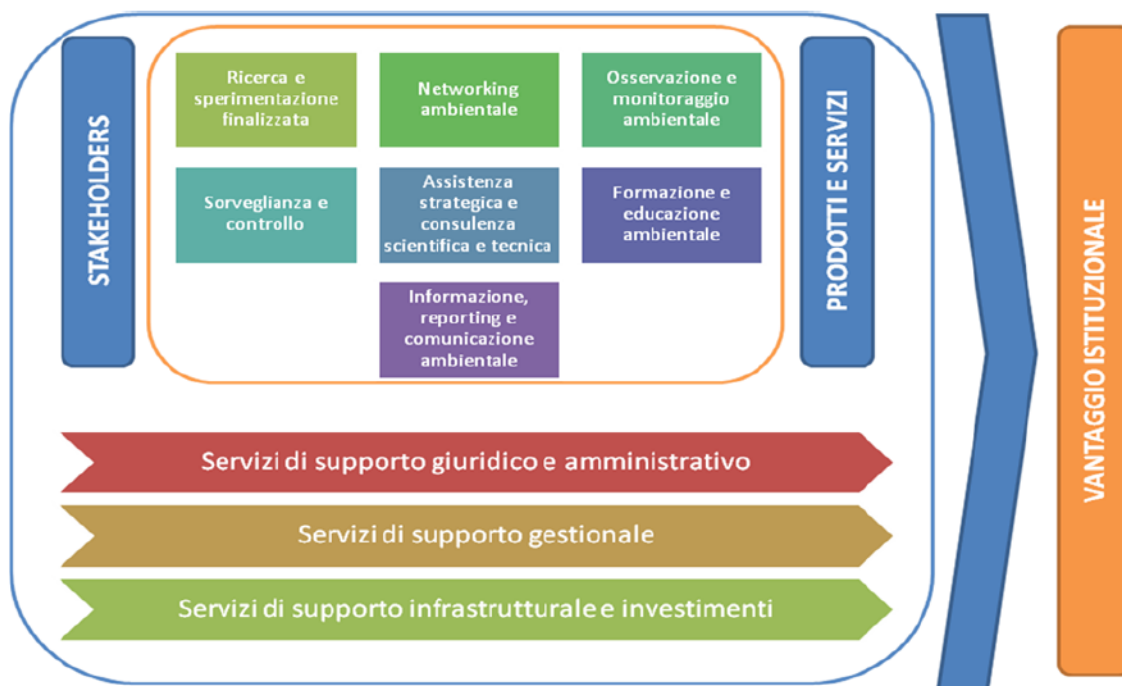 STAKEHOLDERS
Ricerca e
sperimentazione
finalizzata
Networking
ambientale
Osservazione e
monitoraggio
ambientale
Sorveglianza e
controllo
Assistenza
strategica e
consulenza
scientifica e tecnica
Formazione e
educazione
ambientale
Informazione,
reporting e
comunicazione
ambientale
PRODOTTI E SERVIZI
Servizi di supporto giuridico e amministrativo
Servizi di supporto gestionale
Servizi di supporto infrastrutturale e investimenti
VANTAGGIO ISTITUZIONALE